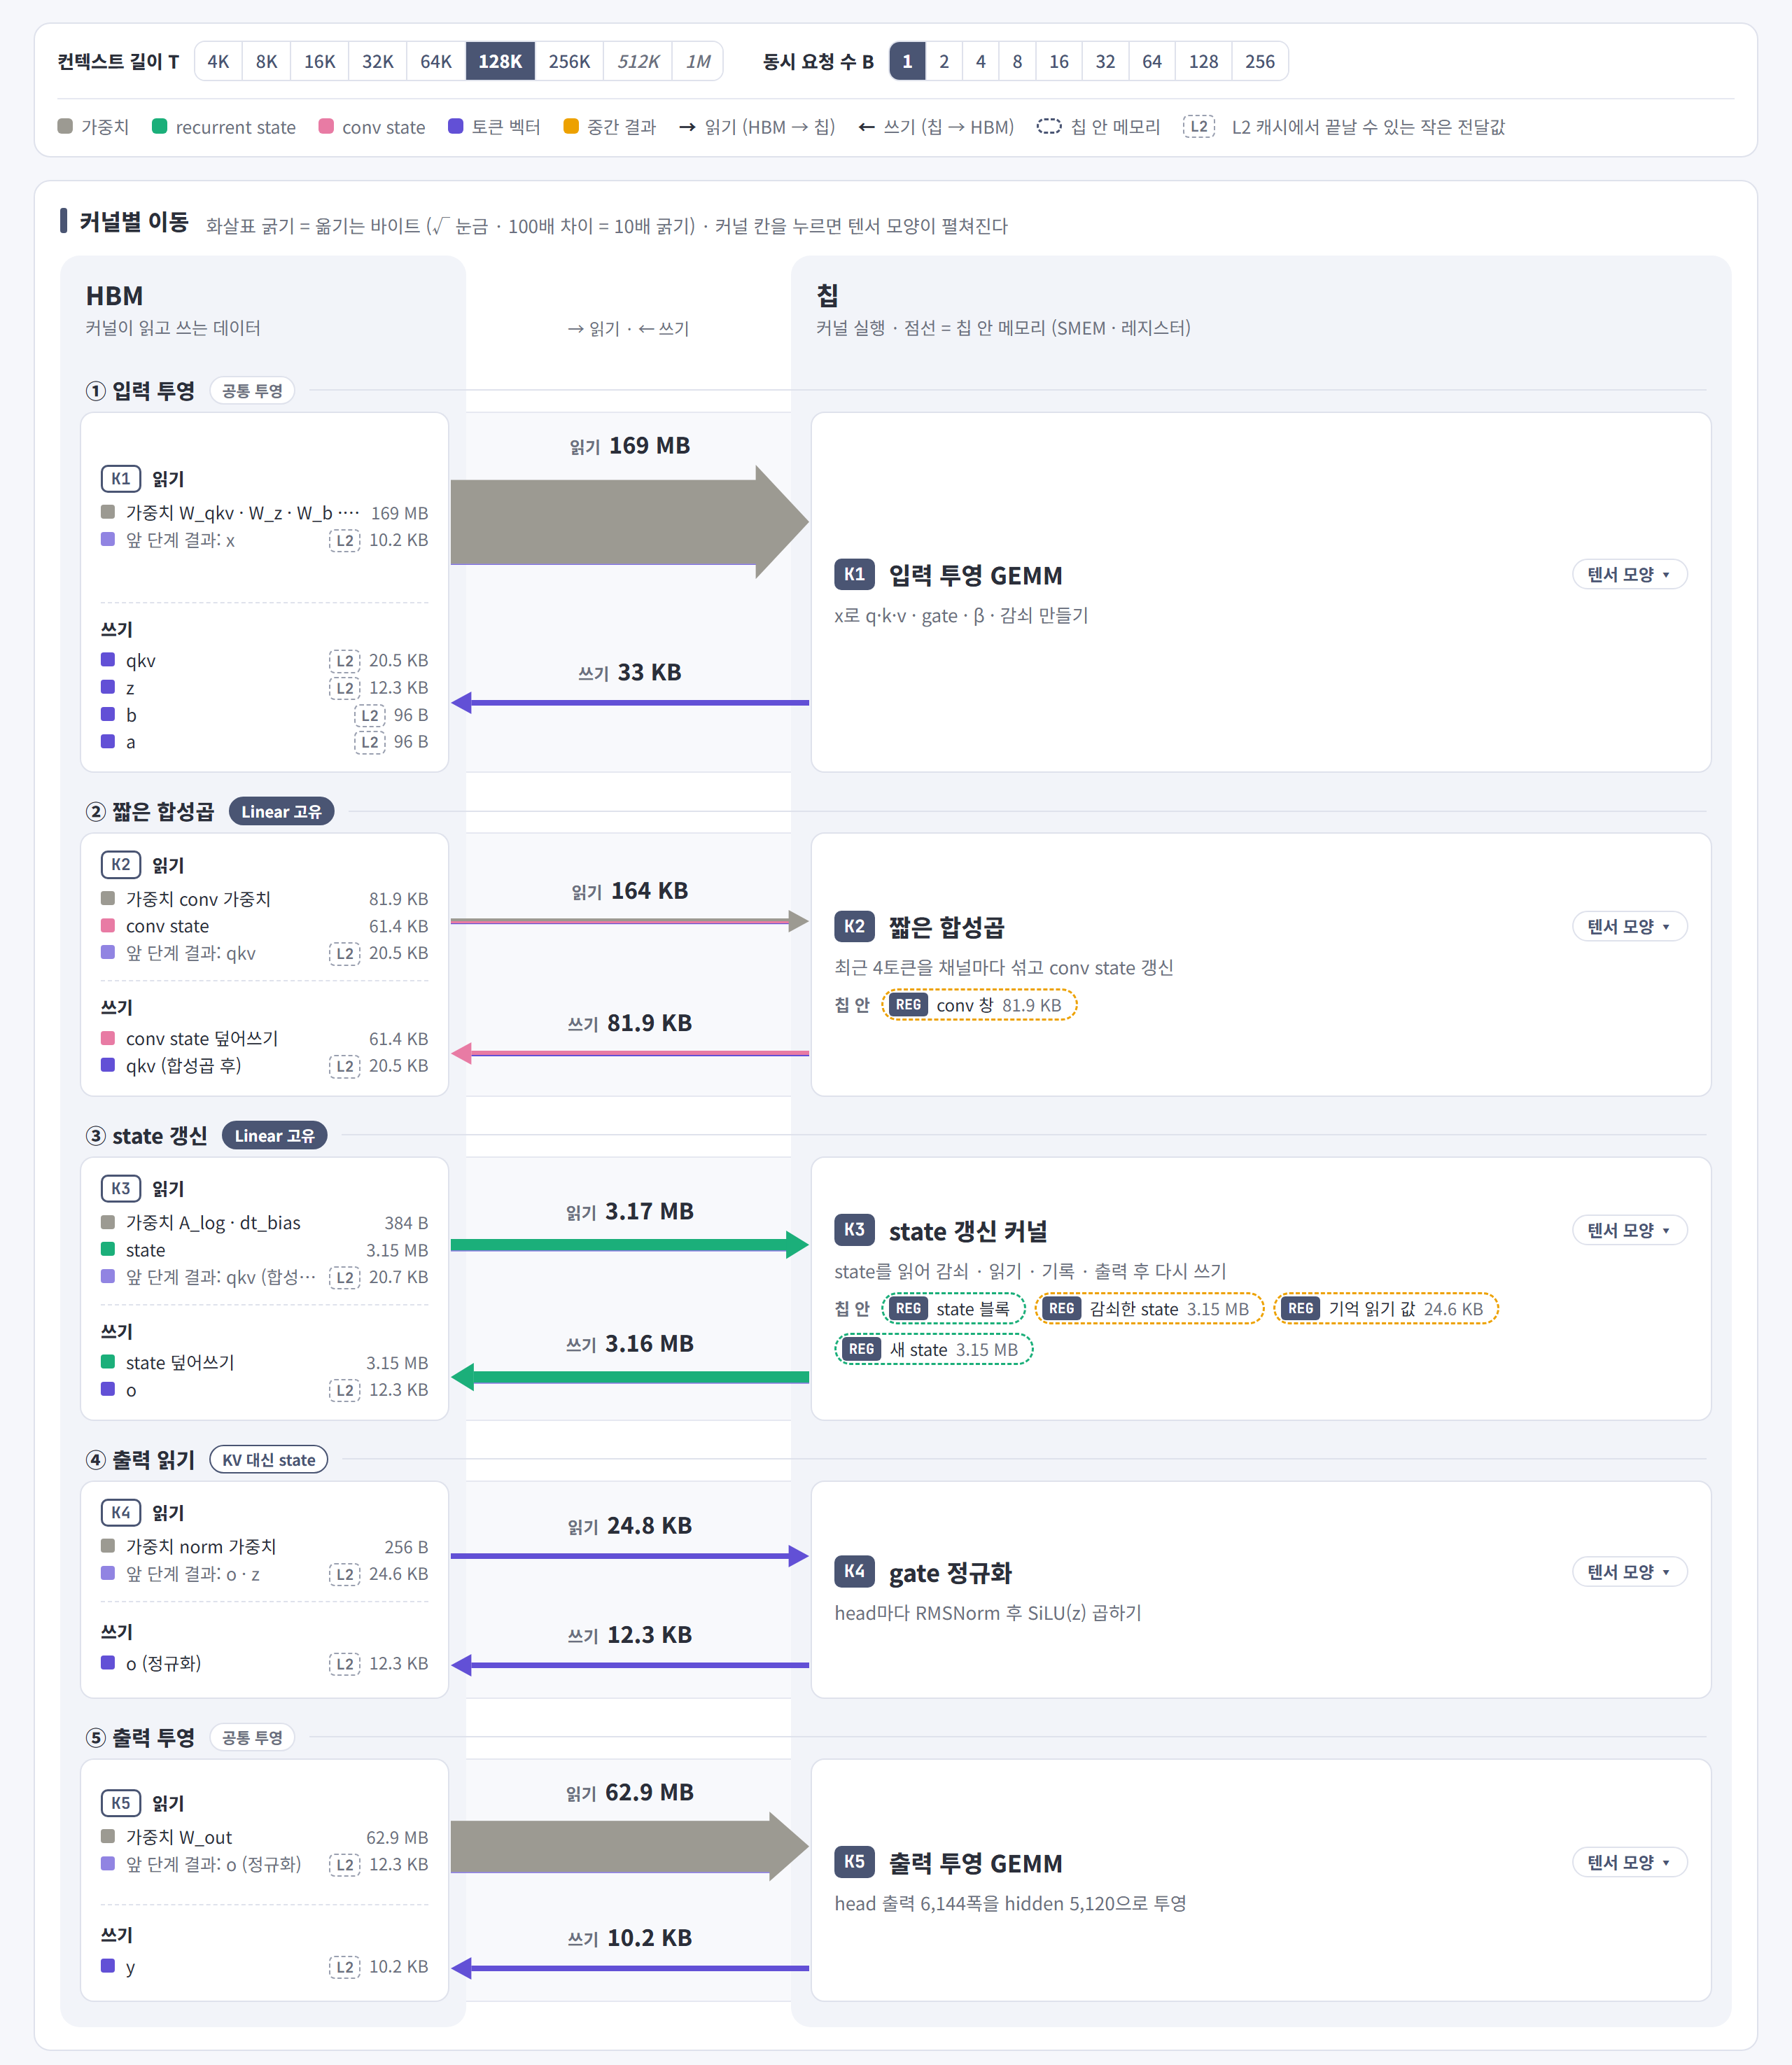 컨텍스트 길이 T 4K 8K 16K 32K 64K 128K 256K 512K 1M 동시 요청 수 B 1 2 4 8 16 32 64 128 256
가중치 recurrent state conv state 토큰 벡터 중간 결과 → 읽기 (HBM → 칩) ← 쓰기 (칩 → HBM) 칩 안 메모리 L2 L2 캐시에서 끝날 수 있는 작은 전달값
커널별 이동 화살표 굵기 = 옮기는 바이트 (√‾ 눈금 · 100배 차이 = 10배 굵기) · 커널 칸을 누르면 텐서 모양이 펼쳐진다
HBM
커널이 읽고 쓰는 데이터
→ 읽기 · ← 쓰기
칩
커널 실행 · 점선 = 칩 안 메모리 (SMEM · 레지스터)
① 입력 투영 공통 투영
K1 읽기
가중치 W_qkv · W_z · W_b ·⋯ 169 MB
앞 단계 결과: x L2 10.2 KB
쓰기
qkv L2 20.5 KB
z L2 12.3 KB
b L2 96 B
a L2 96 B
읽기 169 MB
쓰기 33 KB
K1 입력 투영 GEMM 텐서 모양 ▾
x로 q·k·v · gate · β · 감쇠 만들기
② 짧은 합성곱 Linear 고유
K2 읽기
가중치 conv 가중치 81.9 KB
conv state 61.4 KB
앞 단계 결과: qkv L2 20.5 KB
쓰기
conv state 덮어쓰기 61.4 KB
qkv (합성곱 후) L2 20.5 KB
읽기 164 KB
쓰기 81.9 KB
K2 짧은 합성곱 텐서 모양 ▾
최근 4토큰을 채널마다 섞고 conv state 갱신
칩 안 REG conv 창 81.9 KB
③ state 갱신 Linear 고유
K3 읽기
가중치 A_log · dt_bias 384 B
state 3.15 MB
앞 단계 결과: qkv (합성⋯ L2 20.7 KB
쓰기
state 덮어쓰기 3.15 MB
o L2 12.3 KB
읽기 3.17 MB
쓰기 3.16 MB
K3 state 갱신 커널 텐서 모양 ▾
state를 읽어 감쇠 · 읽기 · 기록 · 출력 후 다시 쓰기
칩 안 REG state 블록 REG 감쇠한 state 3.15 MB REG 기억 읽기 값 24.6 KB
REG 새 state 3.15 MB
④ 출력 읽기 KV 대신 state
K4 읽기
가중치 norm 가중치 256 B
앞 단계 결과: o · z L2 24.6 KB
쓰기
o (정규화) L2 12.3 KB
읽기 24.8 KB
쓰기 12.3 KB
K4 gate 정규화 텐서 모양 ▾
head마다 RMSNorm 후 SiLU(z) 곱하기
⑤ 출력 투영 공통 투영
K5 읽기
가중치 W_out 62.9 MB
앞 단계 결과: o (정규화) L2 12.3 KB
쓰기
y L2 10.2 KB
읽기 62.9 MB
쓰기 10.2 KB
K5 출력 투영 GEMM 텐서 모양 ▾
head 출력 6,144폭을 hidden 5,120으로 투영